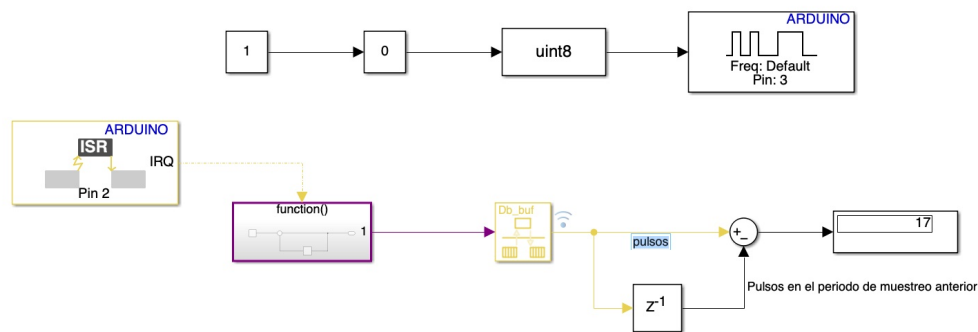 1
0
uint8
ARDUINO
Freq: Default
Pin: 3
ARDUINO
ISR
IRQ
Pin 2
function()
1
Db_buf
pulsos
+
-
17
Z-1
Pulsos en el periodo de muestreo anterior